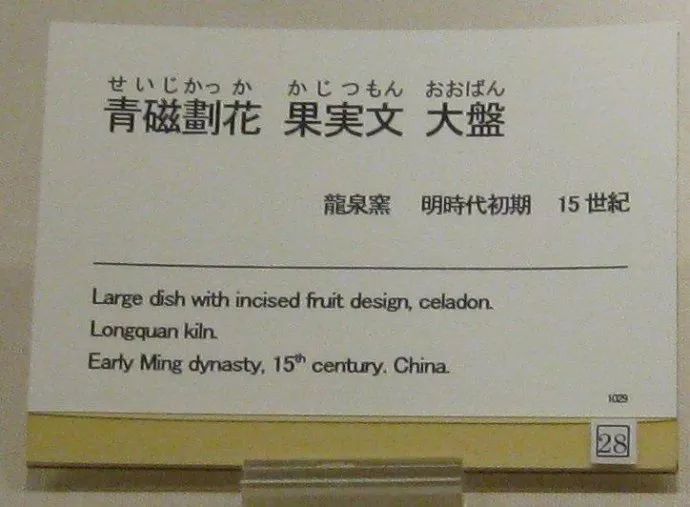 せいじかっか かじつもん おおばん
青磁劃花 果実文 大盤
龍泉窯 明時代初期 15世紀
Large dish with incised fruit design, celadon.
Longquan kiln.
Early Ming dynasty, 15th century. China.
1029
28